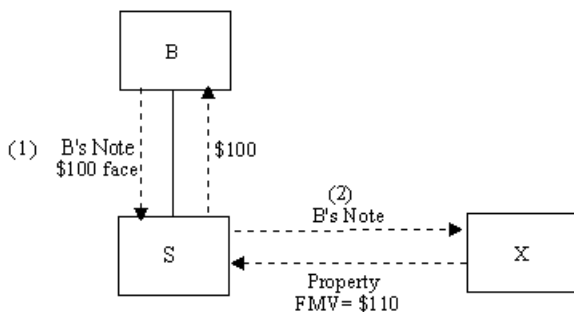 B
(1)
B's Note
$100 face
$100
(2)
B's Note
S
X
Property
FMV= $110